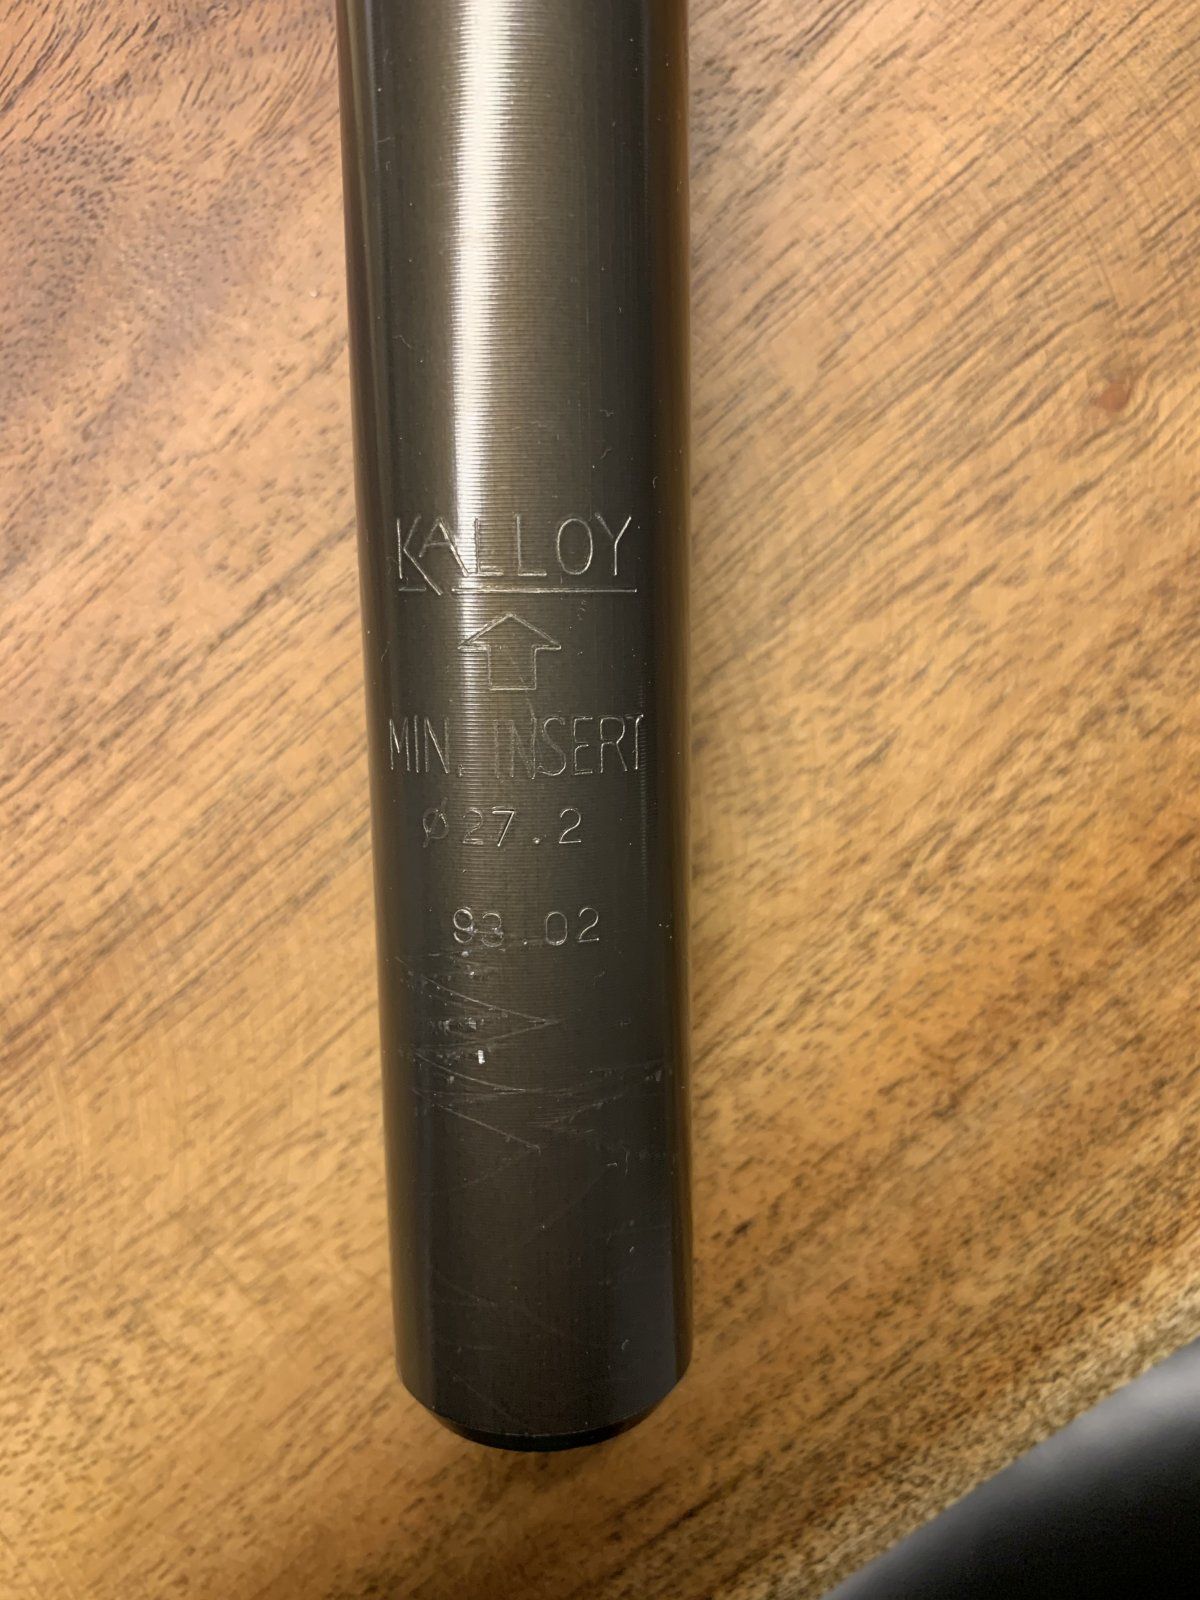 KALLOY
MIN. INSERT
Ø27.2
93.02